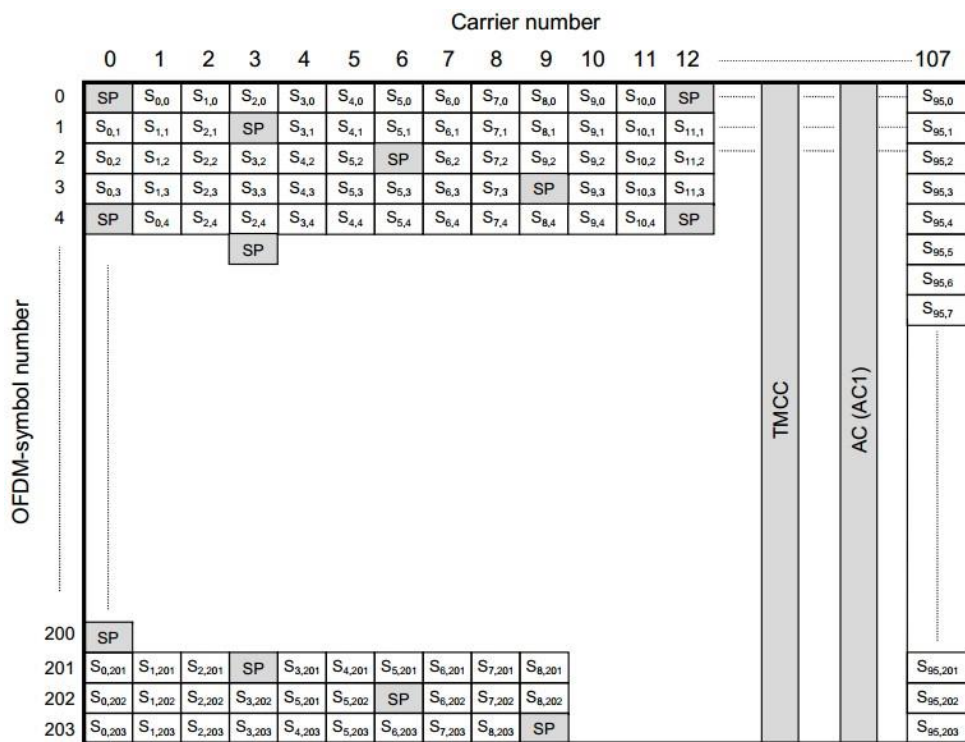 Carrier number
0 1 2 3 4 5 6 7 8 9 10 11 12 107
0 SP S0,0 S1,0 S2,0 S3,0 S4,0 S5,0 S6,0 S7,0 S8,0 S9,0 S10,0 SP S95,0
1 S0,1 S1,1 S2,1 SP S3,1 S4,1 S5,1 S6,1 S7,1 S8,1 S9,1 S10,1 S11,1 S95,1
2 S0,2 S1,2 S2,2 S3,2 S4,2 S5,2 SP S6,2 S7,2 S9,2 S9,2 S10,2 S11,2 S95,2
3 S0,3 S1,3 S2,3 S3,3 S4,3 S5,3 S5,3 S6,3 S7,3 SP S9,3 S10,3 S11,3 S95,3
4 SP S0,4 S2,4 S2,4 S3,4 S4,4 S5,4 S6,4 S7,4 S8,4 S9,4 S10,4 SP S95,4
SP S95,5
S95,6
S95,7
OFDM-symbol number
TMCC
AC (AC1)
200 SP
201 S0,201 S1,201 S2,201 SP S3,201 S4,201 S5,201 S6,201 S7,201 S8,201 S95,201
202 S0,202 S1,202 S2,202 S3,202 S5,201 S5,202 SP S6,202 S7,202 S8,202 S95,202
203 S0,203 S1,203 S2,203 S3,203 S4,203 S5,203 S6,203 S7,203 S8,203 SP S95,203